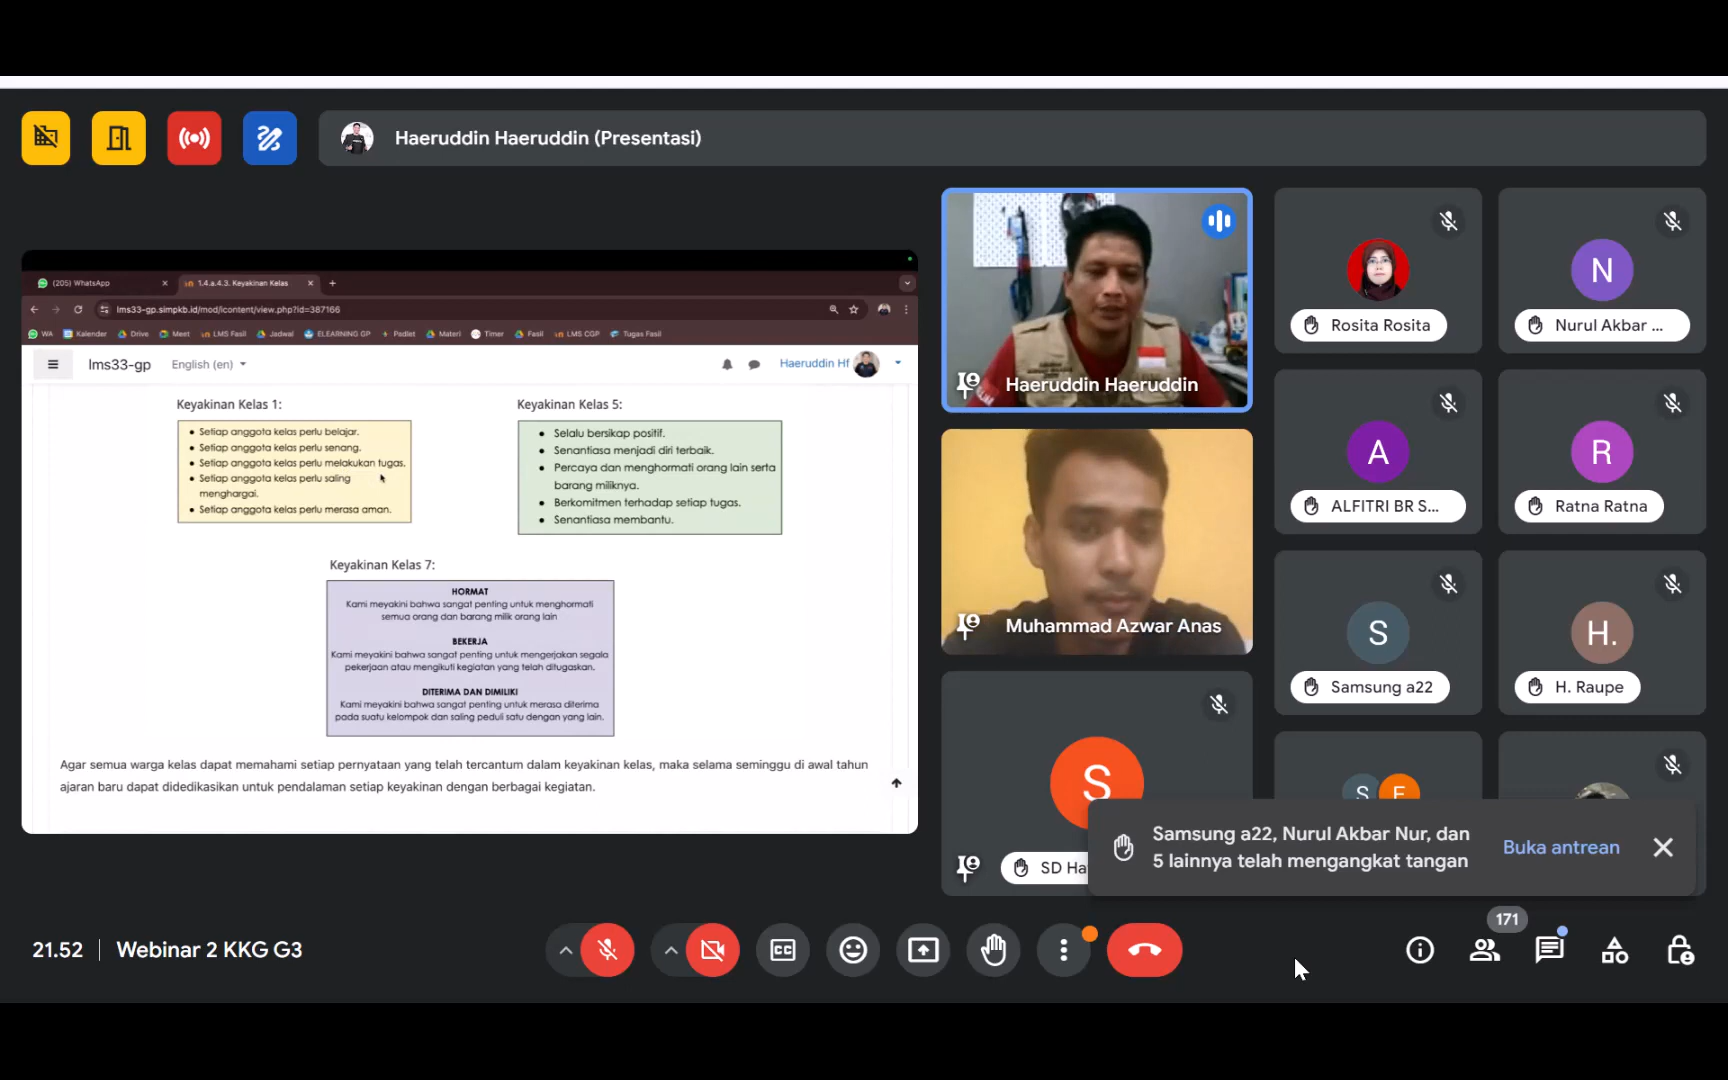 Haeruddin Haeruddin (Presentasi)
(205) WhatsApp
1.4.a.4.3. Keyakinan Kelas
lms33-gp.simpkb.id/mod/lcontent/view.php?id=387166
WA Kalender Drive Meet LMS Fasil Jadwal ELEARNING GP Padlet Materi Timer Fasil LMS CGP Tugas Fasil
lms33-gp English (en) Haeruddin Hf
Keyakinan Kelas 1:
Setiap anggota kelas perlu belajar.
Setiap anggota kelas perlu senang.
Setiap anggota kelas perlu melakukan tugas.
Setiap anggota kelas perlu saling
menghargai.
Setiap anggota kelas perlu merasa aman.
Keyakinan Kelas 5:
Selalu bersikap positif.
Senantiasa menjadi diri terbaik.
Percaya dan menghormati orang lain serta
barang miliknya.
Berkomitmen terhadap setiap tugas.
Senantiasa membantu.
Keyakinan Kelas 7:
HORMAT
Kami meyakini bahwa sangat penting untuk menghormati
semua orang dan barang milik orang lain
BEKERJA
Kami meyakini bahwa sangat penting untuk mengerjakan segala
pekerjaan atau mengikuti kegiatan yang telah ditugaskan.
DITERIMA DAN DIMILIKI
Kami meyakini bahwa sangat penting untuk merasa diterima
pada suatu kelompok dan saling peduli satu dengan yang lain.
Agar semua warga kelas dapat memahami setiap pernyataan yang telah tercantum dalam keyakinan kelas, maka selama seminggu di awal tahun
ajaran baru dapat didedikasikan untuk pendalaman setiap keyakinan dengan berbagai kegiatan.
Haeruddin Haeruddin
Muhammad Azwar Anas
S
SD Ha
Rosita Rosita
N
Nurul Akbar ...
A
ALFITRI BR S...
R
Ratna Ratna
S
Samsung a22
H.
H. Raupe
S
Samsung a22, Nurul Akbar Nur, dan
5 lainnya telah mengangkat tangan
Buka antrean
21.52 Webinar 2 KKG G3
CC
171